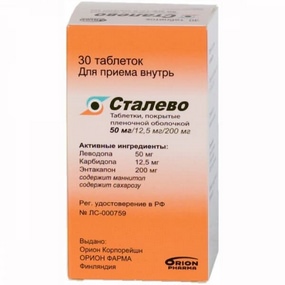 30 таблеток
Для приема внутрь
Сталево
Таблетки, покрытые
пленочной оболочкой
50 мг/12,5 мг/200 мг
Активные ингредиенты:
Леводопа 50 мг
Карбидопа 12,5 мг
Энтакапон 200 мг
содержит маннитол
содержит сахарозу
Рег. удостоверение в РФ
№ ЛС-000759
Выдано:
Орион Корпорейшн
ОРИОН ФАРМА
Финляндия
ORION
PHARMA